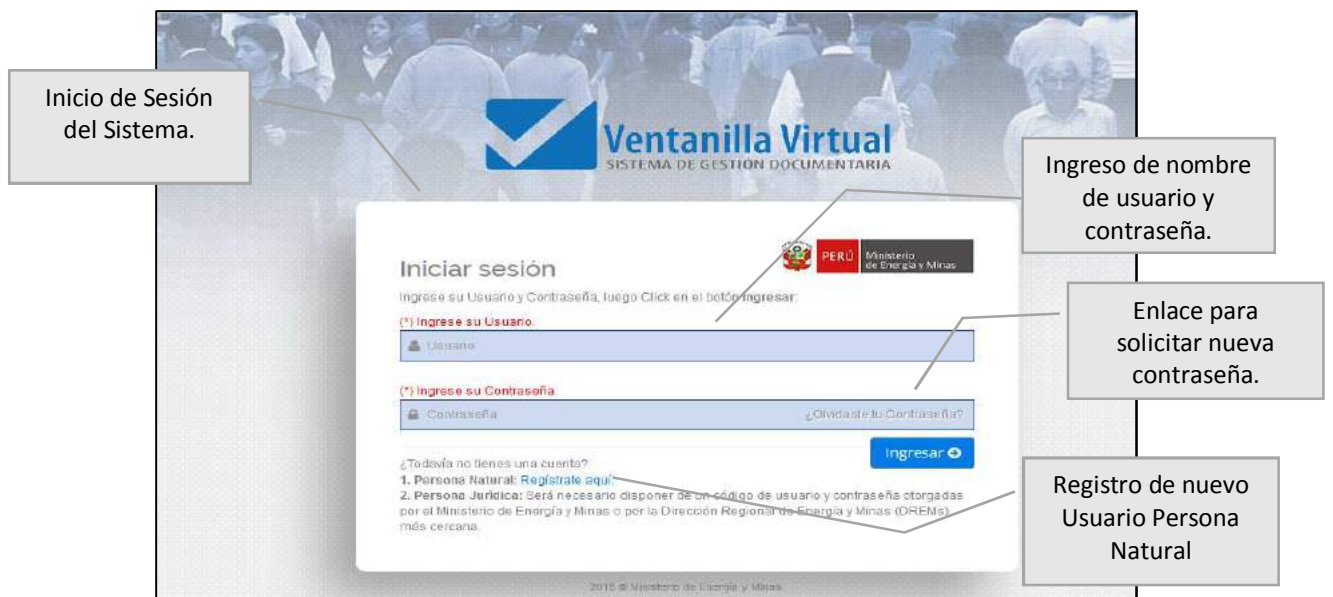 Inicio de Sesión
del Sistema.
Ventanilla Virtual
SISTEMA DE GESTIÓN DOCUMENTARIA
Ingreso de nombre
de usuario y
contraseña.
PERÚ
Ministerio
de Energía y Minas
Iniciar sesión
Ingrese su Usuario y Contraseña, luego Click en el botón Ingresar.
(*) Ingrese su Usuario:
Usuario
Enlace para
solicitar nueva
contraseña.
(*) Ingrese su Contraseña:
Contraseña
¿Olvidaste tu Contraseña?
Ingresar
¿Todavía no tienes una cuenta?
1. Persona Natural: Regístrate aquí.
2. Persona Jurídica: Será necesario disponer de un código de usuario y contraseña otorgadas
por el Ministerio de Energía y Minas o por la Dirección Regional de Energía y Minas (DREMs)
más cercana.
Registro de nuevo
Usuario Persona
Natural
2015 © Ministerio de Energía y Minas